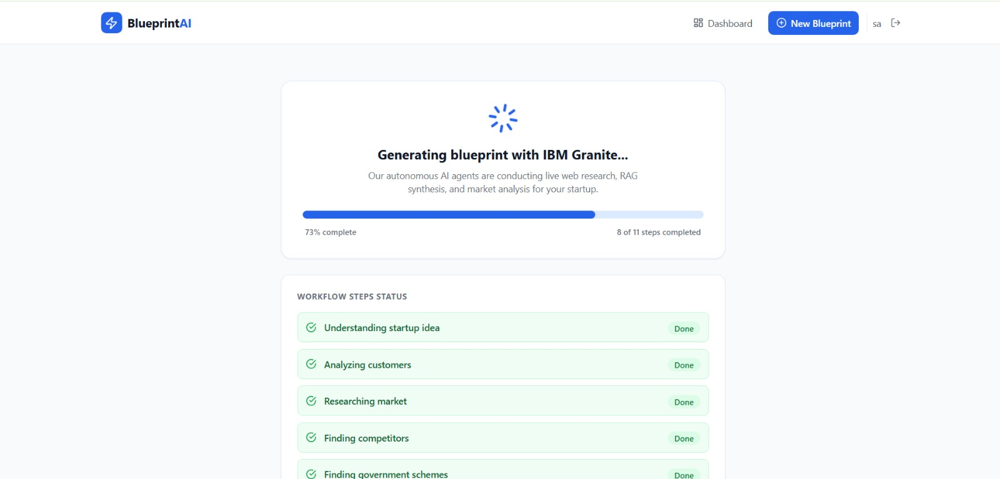 BlueprintAI
Dashboard
New Blueprint
sa
Generating blueprint with IBM Granite...
Our autonomous AI agents are conducting live web research, RAG
synthesis, and market analysis for your startup.
73% complete
8 of 11 steps completed
WORKFLOW STEPS STATUS
Understanding startup idea
Done
Analyzing customers
Done
Researching market
Done
Finding competitors
Done
Finding government schemes
Done